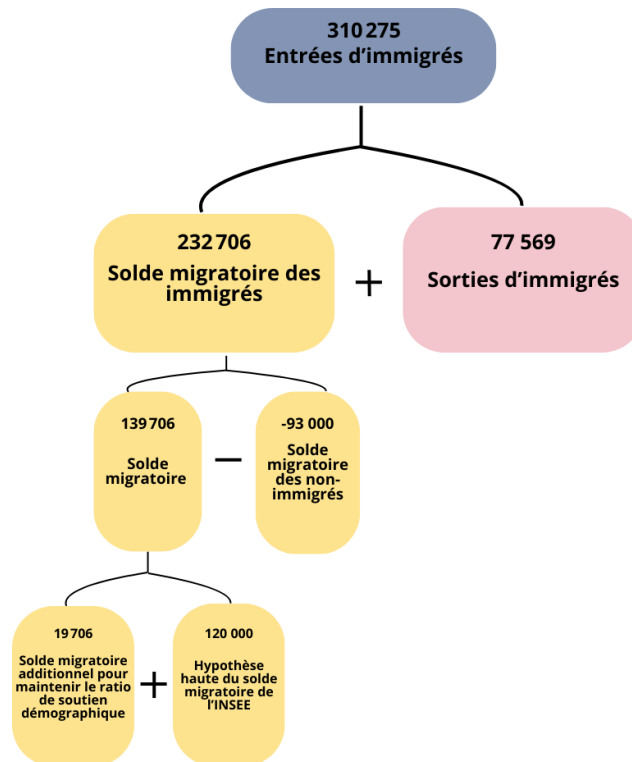 310 275
Entrées d'immigrés
232 706
Solde migratoire des
immigrés
+
77 569
Sorties d'immigrés
139 706
Solde
migratoire
−
-93 000
Solde
migratoire
des non-
immigrés
19 706
Solde migratoire
additionnel pour
maintenir le ratio
de soutien
démographique
+
120 000
Hypothèse
haute du solde
migratoire de
l'INSEE